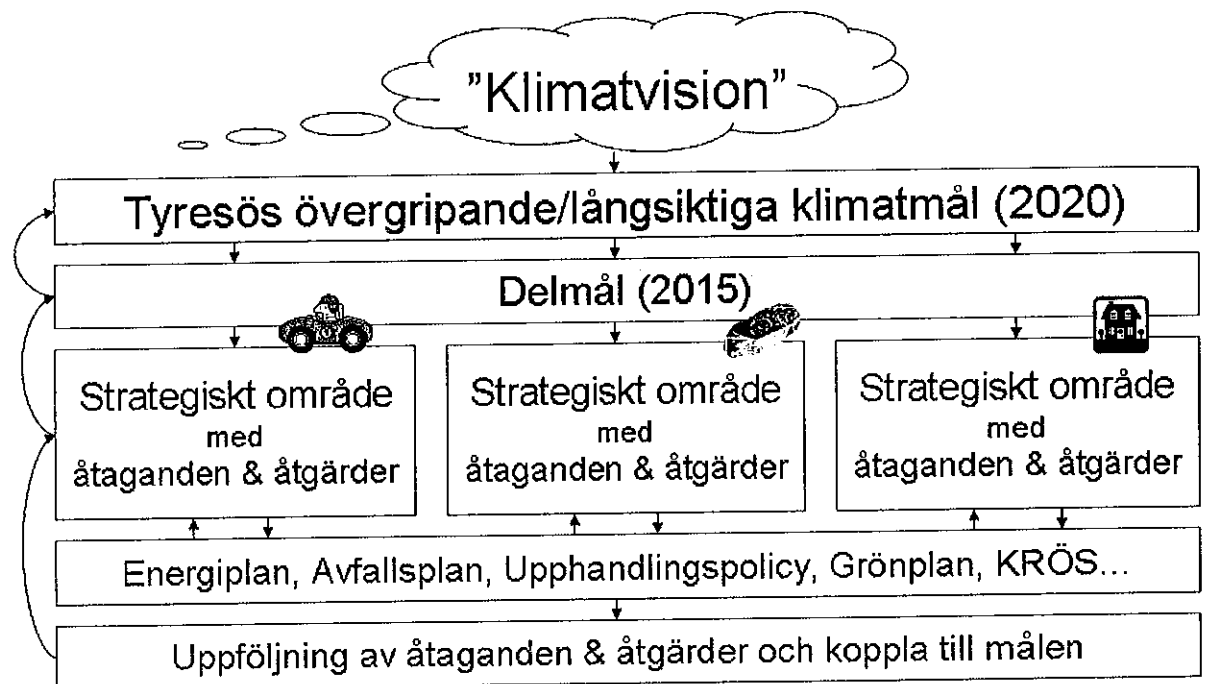 "Klimatvision"
Tyresös övergripande/långsiktiga klimatmål (2020)
Delmål (2015)
Strategiskt område
med
åtaganden & åtgärder
Strategiskt område
med
åtaganden & åtgärder
Strategiskt område
med
åtaganden & åtgärder
Energiplan, Avfallsplan, Upphandlingspolicy, Grönplan, KRÖS...
Uppföljning av åtaganden & åtgärder och koppla till målen